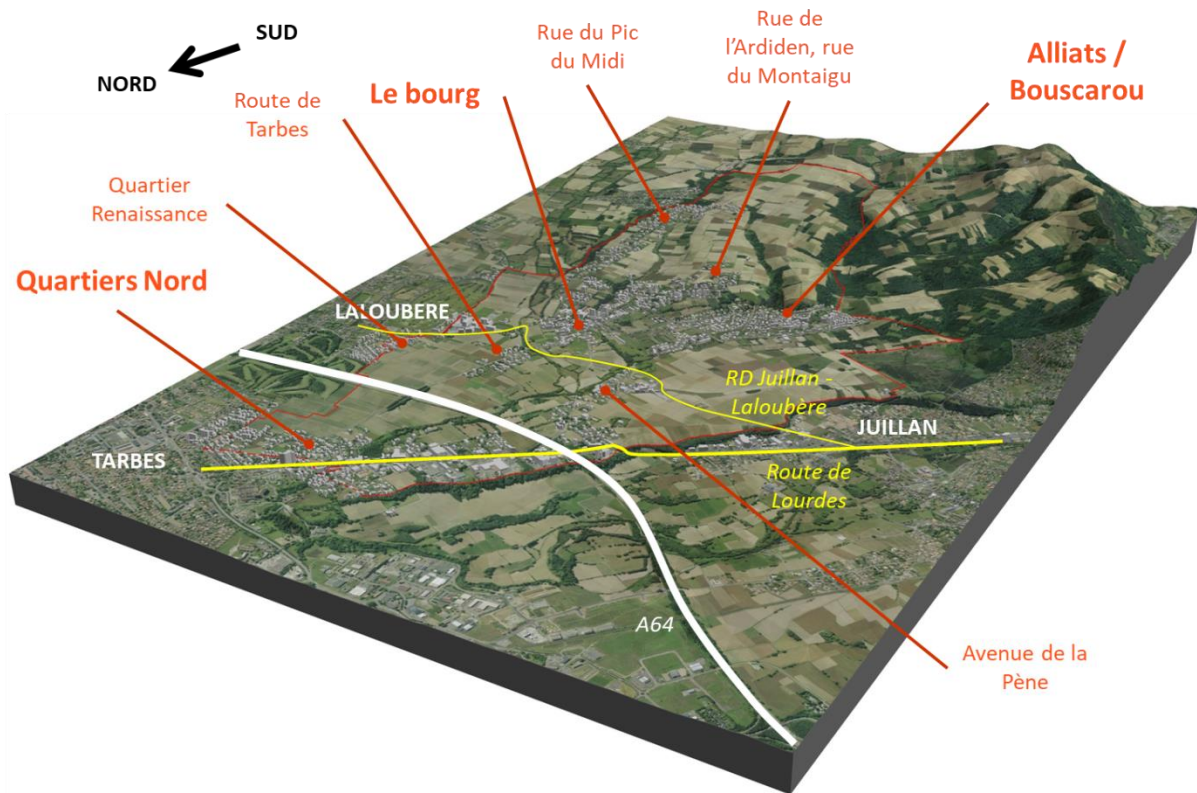 SUD
NORD
Rue du Pic
du Midi
Rue de
l'Ardiden, rue
du Montaigu
Alliats /
Bouscarou
Le bourg
Route de
Tarbes
Quartier
Renaissance
Quartiers Nord
LALOUBERE
RD Juillan -
Laloubère
JUILLAN
TARBES
Route de
Lourdes
A64
Avenue de la
Pène